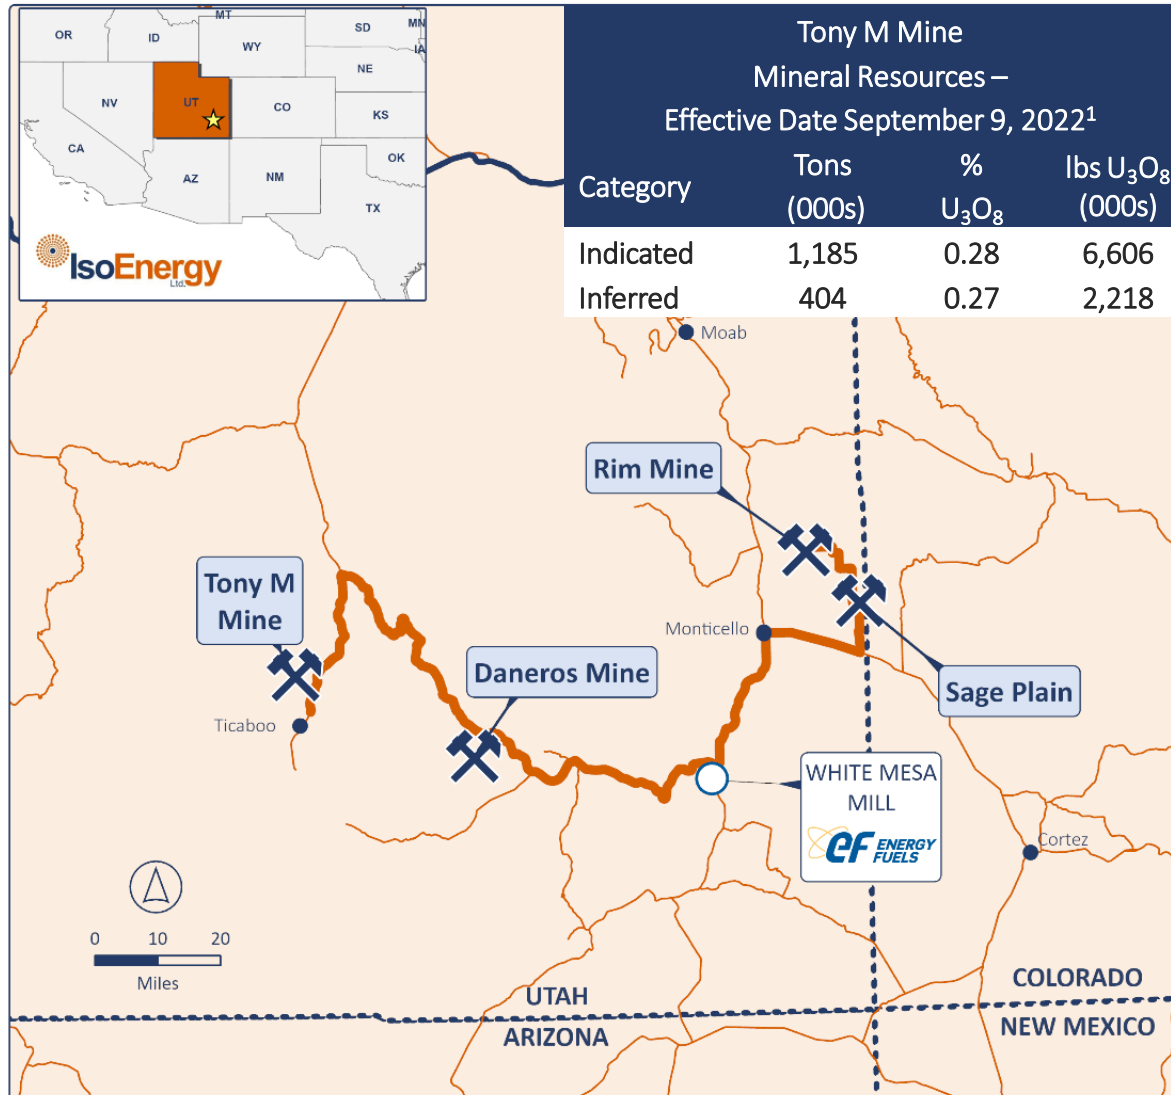 MT
OR
ID
WY
SD
MN
IA
NE
NV
UT
CO
KS
CA
AZ
NM
OK
TX
IsoEnergy
Ltd.
Tony M Mine
Mineral Resources –
Effective Date September 9, 2022¹
Category Tons (000s) % U₃O₈ lbs U₃O₈ (000s)
Indicated 1,185 0.28 6,606
Inferred 404 0.27 2,218
Moab
Rim Mine
Tony M
Mine
Monticello
Daneros Mine
Sage Plain
Ticaboo
WHITE MESA
MILL
eF ENERGY
FUELS
Cortez
0 10 20
Miles
UTAH
COLORADO
ARIZONA
NEW MEXICO